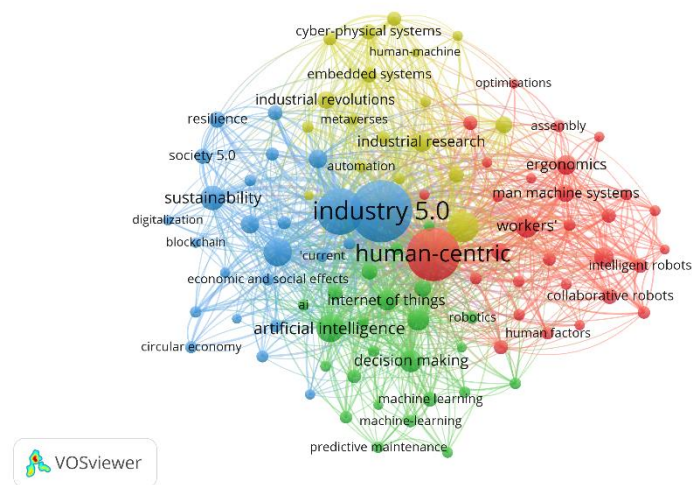 cyber-physical systems
human-machine
embedded systems
optimisations
industrial revolutions
metaverses
resilience
assembly
industrial research
society 5.0
automation
ergonomics
sustainability
man machine systems
digitalization
industry 5.0
workers'
blockchain
human-centric
'current
intelligent robots
economic and social effects
collaborative robots
ai
internet of things
robotics
artificial intelligence
human factors
circular economy
decision making
machine learning
machine-learning
predictive maintenance
VOSviewer